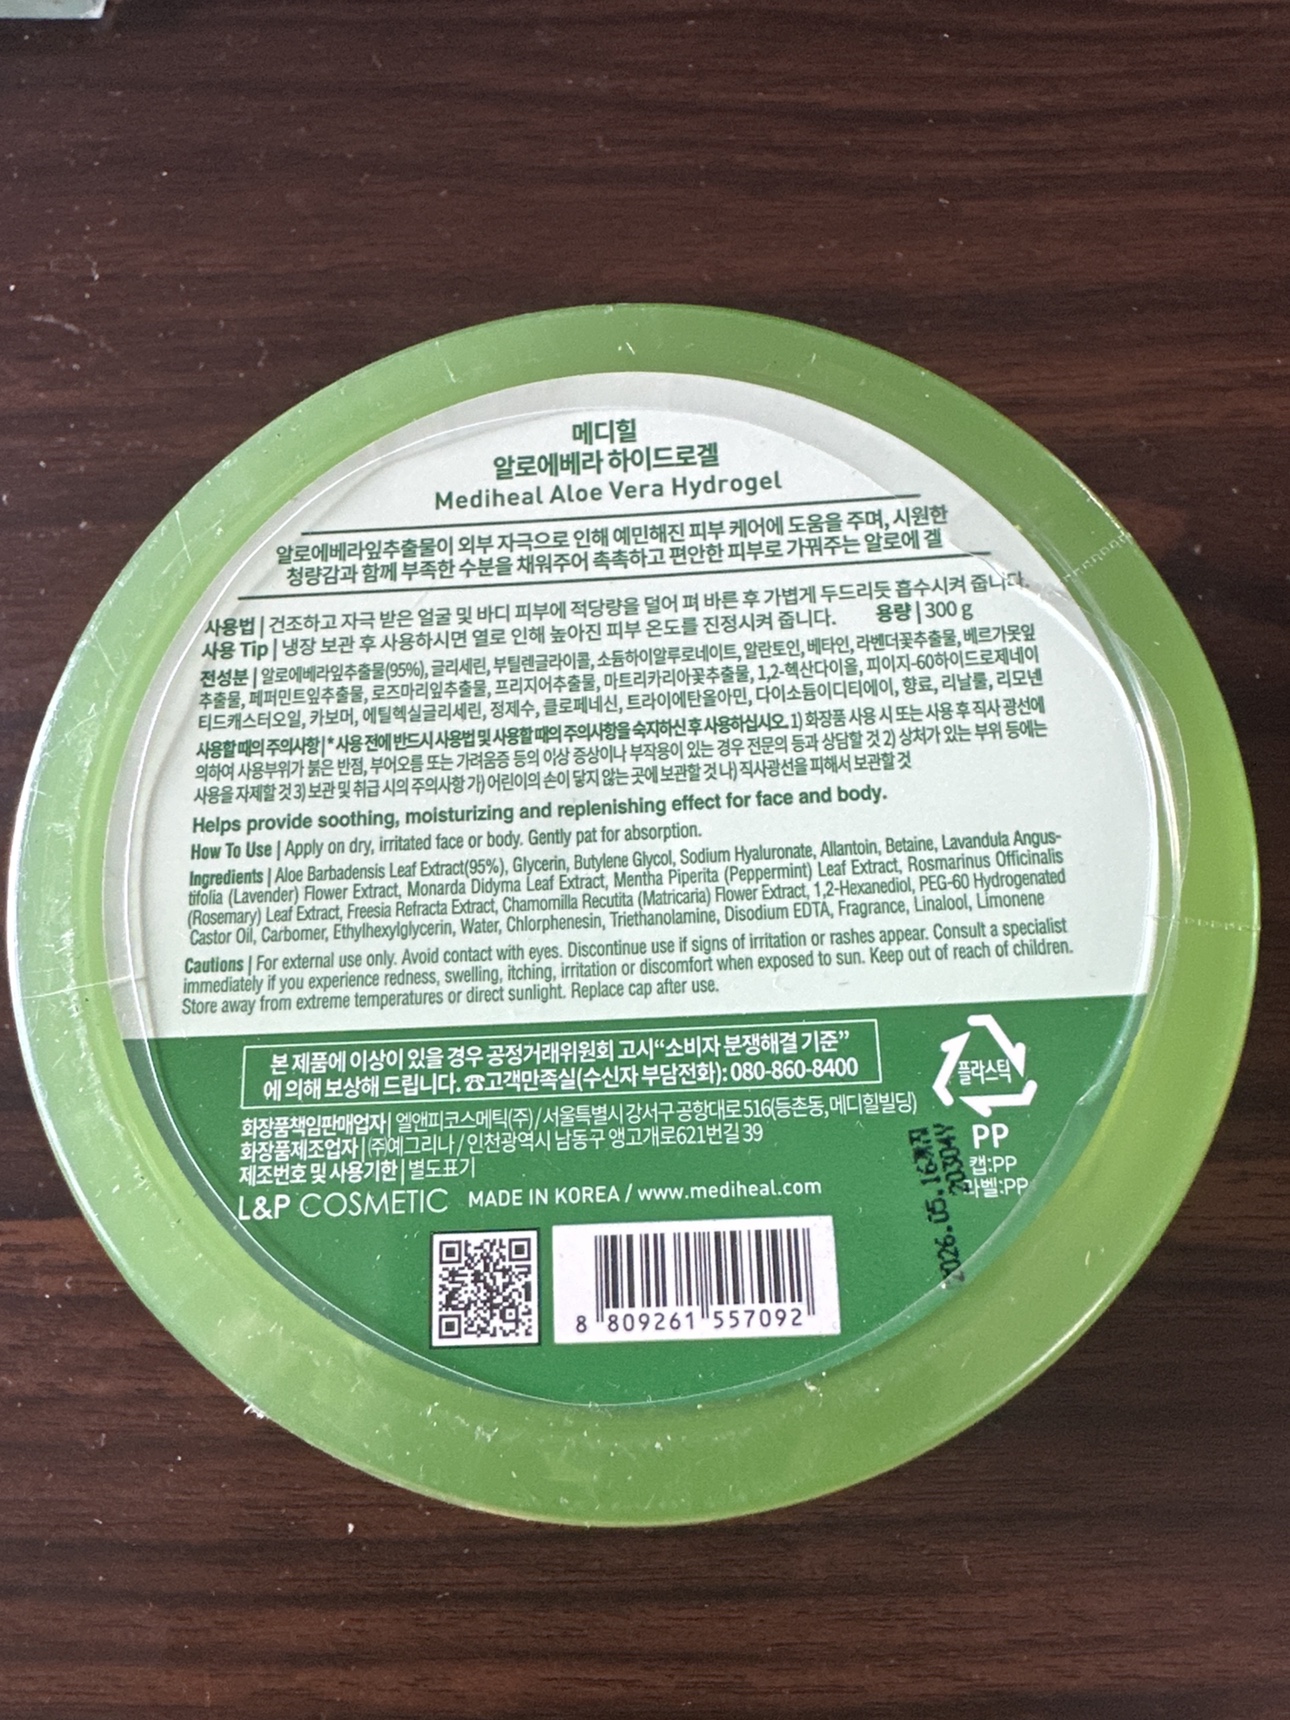 메디힐
알로에베라 하이드로겔
Mediheal Aloe Vera Hydrogel
알로에베라잎추출물이 외부 자극으로 인해 예민해진 피부 케어에 도움을 주며, 시원한
청량감과 함께 부족한 수분을 채워주어 촉촉하고 편안한 피부로 가꿔주는 알로에 겔
사용법 | 건조하고 자극 받은 얼굴 및 바디 피부에 적당량을 덜어 펴 바른 후 가볍게 두드리듯 흡수시켜 줍니다.
사용 Tip | 냉장 보관 후 사용하시면 열로 인해 높아진 피부 온도를 진정시켜 줍니다. 용량 | 300 g
전성분 | 알로에베라잎추출물(95%), 글리세린, 부틸렌글라이콜, 소듐하이알루로네이트, 알란토인, 베타인, 라벤더꽃추출물, 베르가못잎
추출물, 페퍼민트잎추출물, 로즈마리잎추출물, 프리지어추출물, 마트리카리아꽃추출물, 1,2-헥산다이올, 피이지-60하이드로제네이
티드캐스터오일, 카보머, 에틸헥실글리세린, 정제수, 클로페네신, 트라이에탄올아민, 다이소듐이디티에이, 향료, 리날룰, 리모넨
사용할 때의 주의사항 | * 사용 전에 반드시 사용법 및 사용할 때의 주의사항을 숙지하신 후 사용하십시오. 1) 화장품 사용 시 또는 사용 후 직사 광선에
의하여 사용부위가 붉은 반점, 부어오름 또는 가려움증 등의 이상 증상이나 부작용이 있는 경우 전문의 등과 상담할 것 2) 상처가 있는 부위 등에는
사용을 자제할 것 3) 보관 및 취급 시의 주의사항 가) 어린이의 손이 닿지 않는 곳에 보관할 것 나) 직사광선을 피해서 보관할 것
Helps provide soothing, moisturizing and replenishing effect for face and body.
How To Use | Apply on dry, irritated face or body. Gently pat for absorption.
Ingredients | Aloe Barbadensis Leaf Extract(95%), Glycerin, Butylene Glycol, Sodium Hyaluronate, Allantoin, Betaine, Lavandula Angus-
tifolia (Lavender) Flower Extract, Monarda Didyma Leaf Extract, Mentha Piperita (Peppermint) Leaf Extract, Rosmarinus Officinalis
(Rosemary) Leaf Extract, Freesia Refracta Extract, Chamomilla Recutita (Matricaria) Flower Extract, 1,2-Hexanediol, PEG-60 Hydrogenated
Castor Oil, Carbomer, Ethylhexylglycerin, Water, Chlorphenesin, Triethanolamine, Disodium EDTA, Fragrance, Linalool, Limonene
Cautions | For external use only. Avoid contact with eyes. Discontinue use if signs of irritation or rashes appear. Consult a specialist
immediately if you experience redness, swelling, itching, irritation or discomfort when exposed to sun. Keep out of reach of children.
Store away from extreme temperatures or direct sunlight. Replace cap after use.
본 제품에 이상이 있을 경우 공정거래위원회 고시“소비자 분쟁해결 기준”
에 의해 보상해 드립니다. ☎고객만족실(수신자 부담전화): 080-860-8400
화장품책임판매업자 | 엘앤피코스메틱(주) / 서울특별시 강서구 공항대로 516(등촌동, 메디힐빌딩)
화장품제조업자 | ㈜예그리나 / 인천광역시 남동구 앵고개로621번길 39
제조번호 및 사용기한 | 별도표기
L&P COSMETIC MADE IN KOREA / www.mediheal.com
플라스틱
PP
캡:PP
라벨:PP
2026.05.16까지
20304Y
8 809261 557092